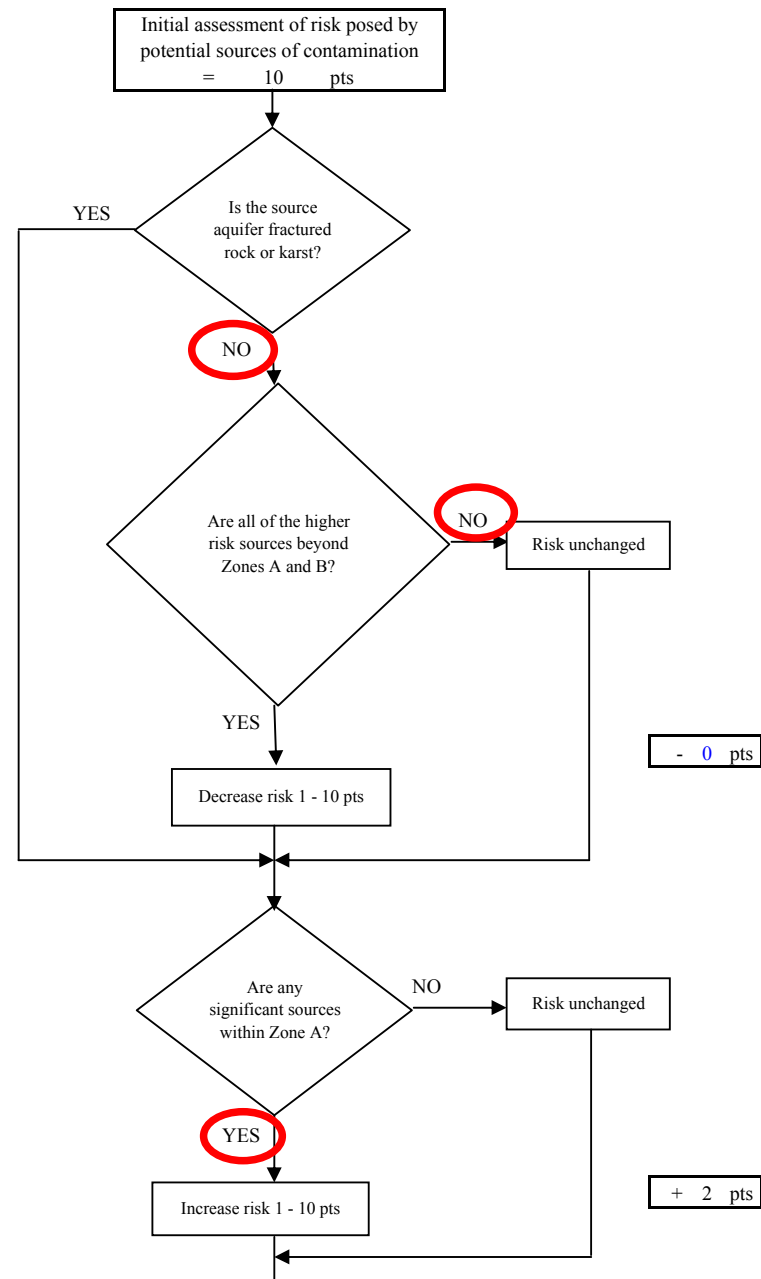 Initial assessment of risk posed by
potential sources of contamination
= 10 pts
Is the source
aquifer fractured
rock or karst?
YES
NO
Are all of the higher
risk sources beyond
Zones A and B?
NO
Risk unchanged
YES
- 0 pts
Decrease risk 1 - 10 pts
Are any
significant sources
within Zone A?
NO
Risk unchanged
YES
+ 2 pts
Increase risk 1 - 10 pts